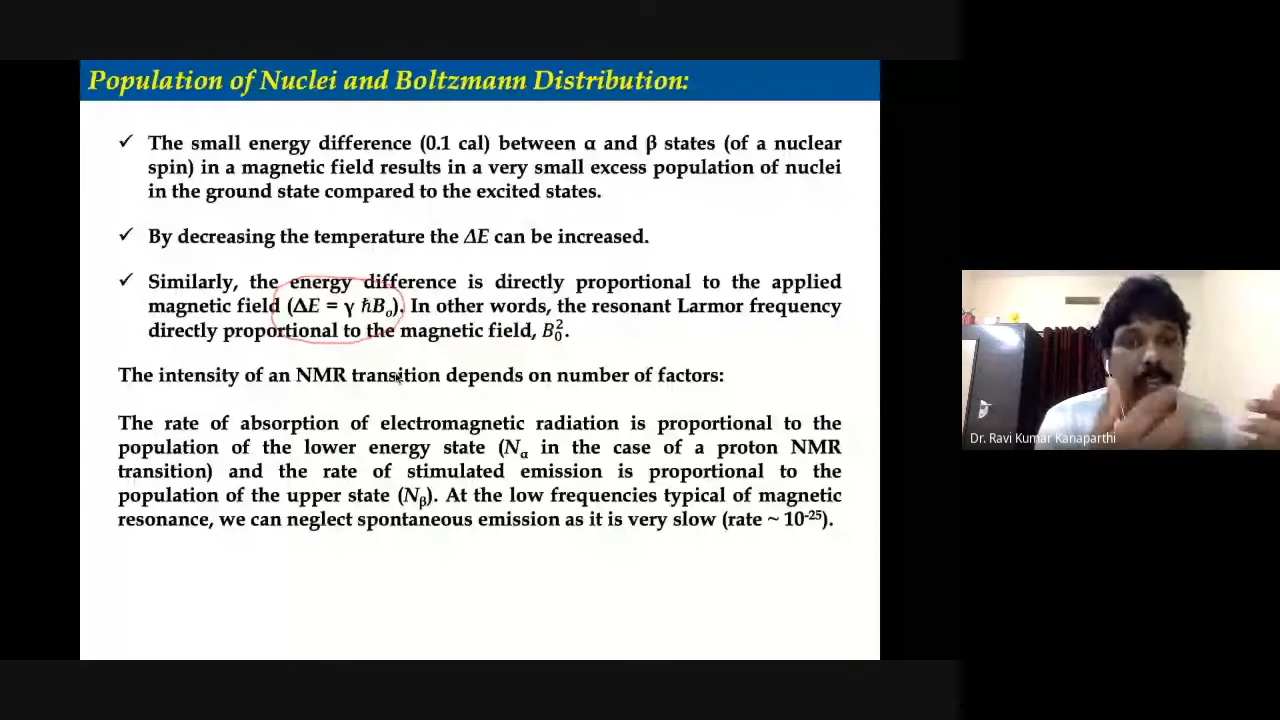 Population of Nuclei and Boltzmann Distribution:
✓ The small energy difference (0.1 cal) between α and β states (of a nuclear
spin) in a magnetic field results in a very small excess population of nuclei
in the ground state compared to the excited states.
✓ By decreasing the temperature the ΔE can be increased.
✓ Similarly, the energy difference is directly proportional to the applied
magnetic field (ΔE = γ ℏB₀). In other words, the resonant Larmor frequency
directly proportional to the magnetic field, B₀².
The intensity of an NMR transition depends on number of factors:
The rate of absorption of electromagnetic radiation is proportional to the
population of the lower energy state (Nα in the case of a proton NMR
transition) and the rate of stimulated emission is proportional to the
population of the upper state (Nβ). At the low frequencies typical of magnetic
resonance, we can neglect spontaneous emission as it is very slow (rate ~ 10⁻²⁵).
Dr. Ravi Kumar Kanaparthi